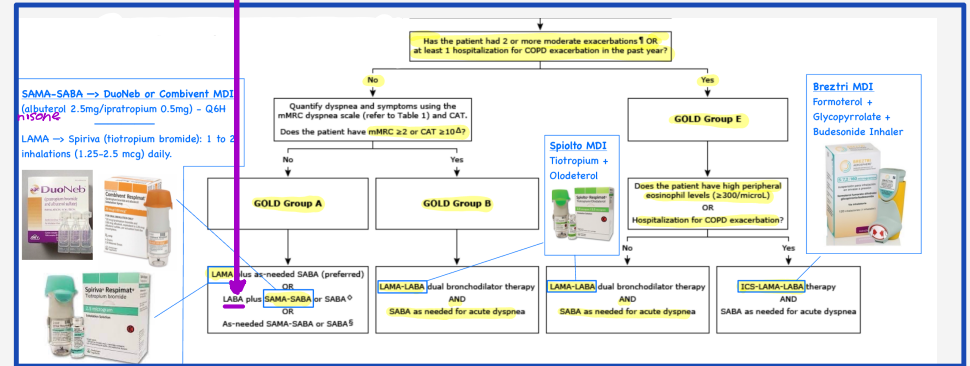 Has the patient had 2 or more moderate exacerbations¶ OR
at least 1 hospitalization for COPD exacerbation in the past year?
No
Yes
SAMA-SABA —> DuoNeb or Combivent MDI
(albuterol 2.5mg/ipratropium 0.5mg) - Q6H
nisone
LAMA —> Spiriva (tiotropium bromide): 1 to 2
inhalations (1.25-2.5 mcg) daily.
DuoNeb
Combivent Respimat
Spiriva® Respimat®
Tiotropium bromide
Quantify dyspnea and symptoms using the
mMRC dyspnea scale (refer to Table 1) and CAT.
Does the patient have mMRC ≥2 or CAT ≥10Δ?
No
Yes
GOLD Group A
GOLD Group B
GOLD Group E
Spiolto MDI
Tiotropium +
Olodeterol
Breztri MDI
Formoterol +
Glycopyrrolate +
Budesonide Inhaler
BREZTRI
Does the patient have high peripheral
eosinophil levels (≥300/microL)
OR
Hospitalization for COPD exacerbation?
No
Yes
LAMA plus as-needed SABA (preferred)
OR
LABA plus SAMA-SABA or SABA◊
OR
As-needed SAMA-SABA or SABA§
LAMA-LABA dual bronchodilator therapy
AND
SABA as needed for acute dyspnea
LAMA-LABA dual bronchodilator therapy
AND
SABA as needed for acute dyspnea
ICS-LAMA-LABA therapy
AND
SABA as needed for acute dyspnea